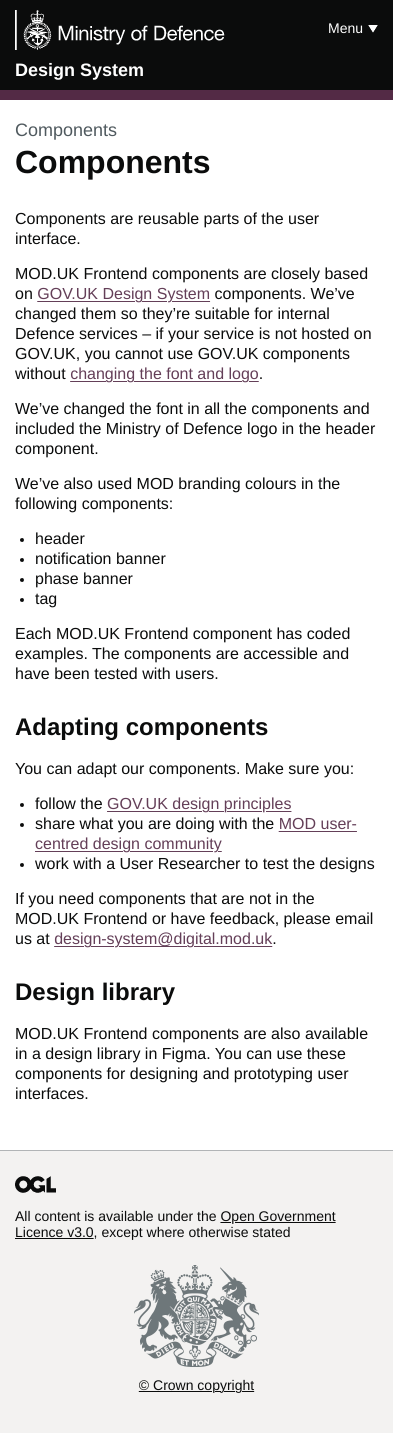 Ministry of Defence
Menu
Design System
Components
Components
Components are reusable parts of the user
interface.
MOD.UK Frontend components are closely based
on GOV.UK Design System components. We’ve
changed them so they’re suitable for internal
Defence services – if your service is not hosted on
GOV.UK, you cannot use GOV.UK components
without changing the font and logo.
We’ve changed the font in all the components and
included the Ministry of Defence logo in the header
component.
We’ve also used MOD branding colours in the
following components:
• header
• notification banner
• phase banner
• tag
Each MOD.UK Frontend component has coded
examples. The components are accessible and
have been tested with users.
Adapting components
You can adapt our components. Make sure you:
• follow the GOV.UK design principles
• share what you are doing with the MOD user-
centred design community
• work with a User Researcher to test the designs
If you need components that are not in the
MOD.UK Frontend or have feedback, please email
us at design-system@digital.mod.uk.
Design library
MOD.UK Frontend components are also available
in a design library in Figma. You can use these
components for designing and prototyping user
interfaces.
OGL
All content is available under the Open Government
Licence v3.0, except where otherwise stated
DIEU ET MON DROIT
© Crown copyright